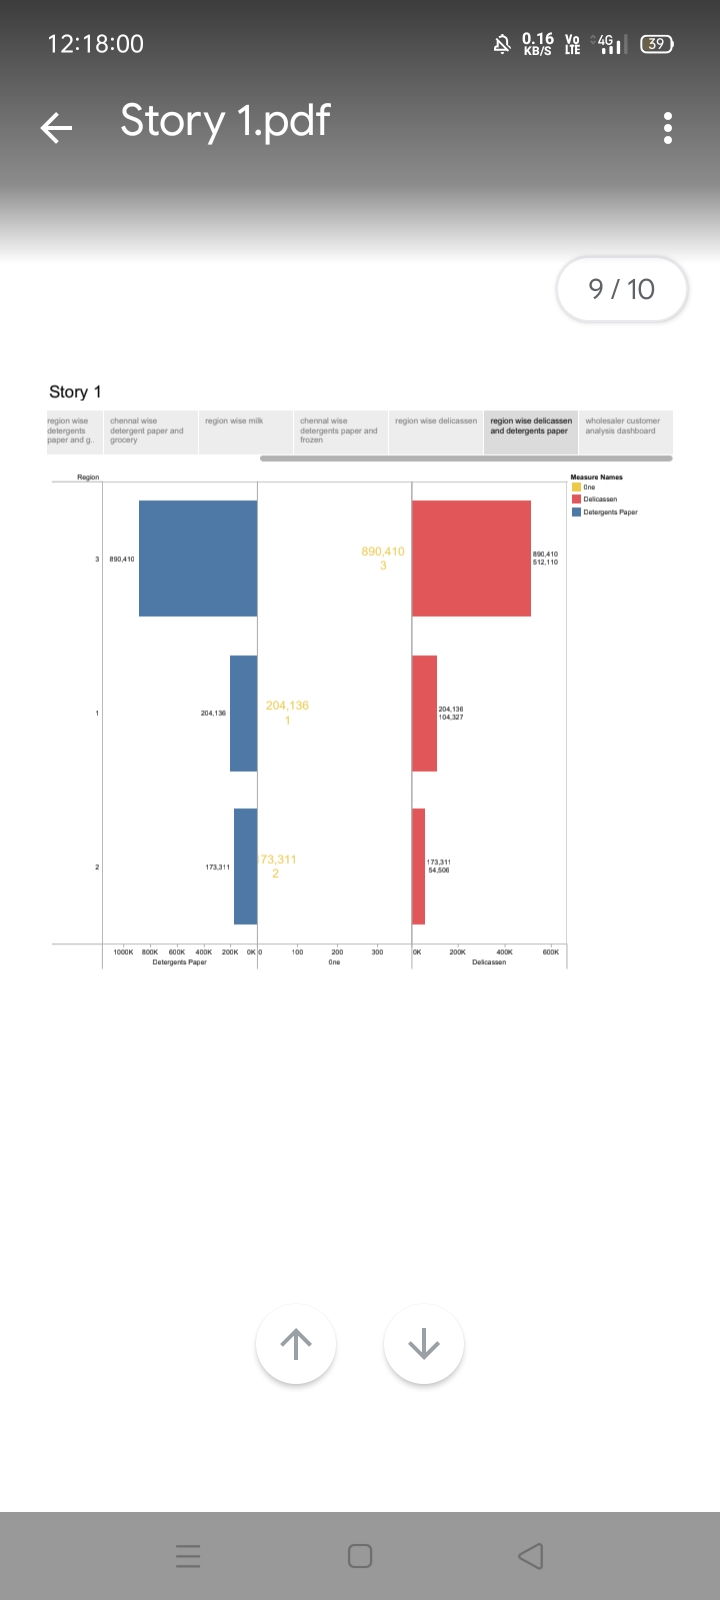 12:18:00
0.16 KB/S
Vo LTE
4G
39
Story 1.pdf
9 / 10
Story 1
region wise
detergents
paper and g..
chennal wise
detergent paper and
grocery
region wise milk
chennal wise
detergents paper and
frozen
region wise delicassen
region wise delicassen
and detergents paper
wholesaler customer
analysis dashboard
Region
Measure Names
One
Delicassen
Detergents Paper
3
890,410
890,410
3
890,410
512,110
1
204,136
204,136
1
204,136
104,327
2
173,311
73,311
2
173,311
54,506
1000K 800K 600K 400K 200K 0K
Detergents Paper
0 100 200 300
One
0K 200K 400K 600K
Delicassen